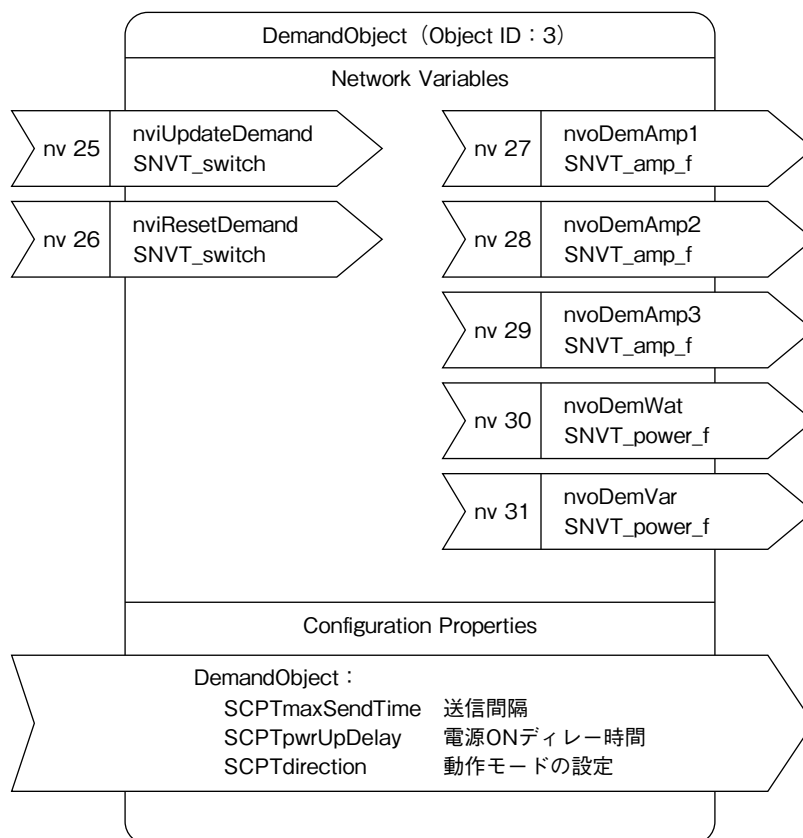 DemandObject（Object ID：3）
Network Variables
nv 25
nviUpdateDemand
SNVT_switch
nv 26
nviResetDemand
SNVT_switch
nv 27
nvoDemAmp1
SNVT_amp_f
nv 28
nvoDemAmp2
SNVT_amp_f
nv 29
nvoDemAmp3
SNVT_amp_f
nv 30
nvoDemWat
SNVT_power_f
nv 31
nvoDemVar
SNVT_power_f
Configuration Properties
DemandObject：
SCPTmaxSendTime 送信間隔
SCPTpwrUpDelay 電源ONディレー時間
SCPTdirection 動作モードの設定